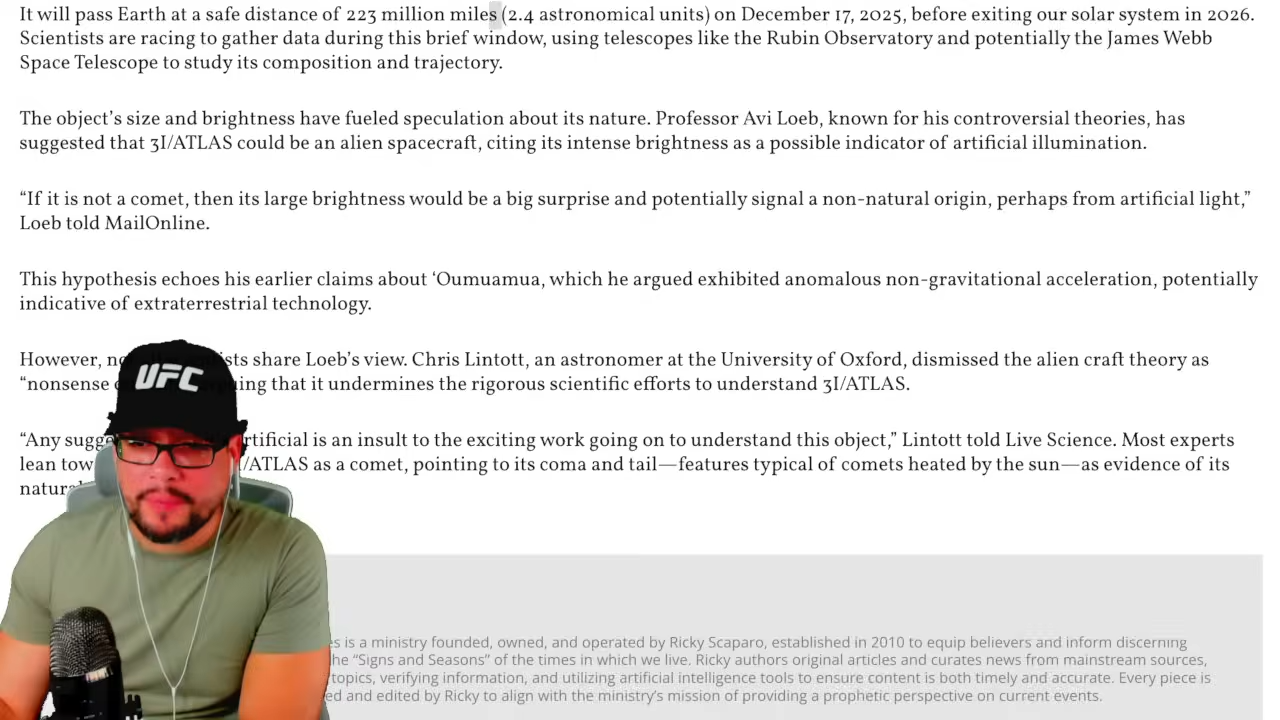 It will pass Earth at a safe distance of 223 million miles (2.4 astronomical units) on December 17, 2025, before exiting our solar system in 2026.
Scientists are racing to gather data during this brief window, using telescopes like the Rubin Observatory and potentially the James Webb
Space Telescope to study its composition and trajectory.
The object’s size and brightness have fueled speculation about its nature. Professor Avi Loeb, known for his controversial theories, has
suggested that 3I/ATLAS could be an alien spacecraft, citing its intense brightness as a possible indicator of artificial illumination.
“If it is not a comet, then its large brightness would be a big surprise and potentially signal a non-natural origin, perhaps from artificial light,”
Loeb told MailOnline.
This hypothesis echoes his earlier claims about ‘Oumuamua, which he argued exhibited anomalous non-gravitational acceleration, potentially
indicative of extraterrestrial technology.
However, share Loeb’s view. Chris Lintott, an astronomer at the University of Oxford, dismissed the alien craft theory as
“nonsense that it undermines the rigorous scientific efforts to understand 3I/ATLAS.
“Any is an insult to the exciting work going on to understand this object,” Lintott told Live Science. Most experts
lean /ATLAS as a comet, pointing to its coma and tail—features typical of comets heated by the sun—as evidence of its
UFC
is a ministry founded, owned, and operated by Ricky Scaparo, established in 2010 to equip believers and inform discerning
“Signs and Seasons” of the times in which we live. Ricky authors original articles and curates news from mainstream sources,
topics, verifying information, and utilizing artificial intelligence tools to ensure content is both timely and accurate. Every piece is
and edited by Ricky to align with the ministry’s mission of providing a prophetic perspective on current events.